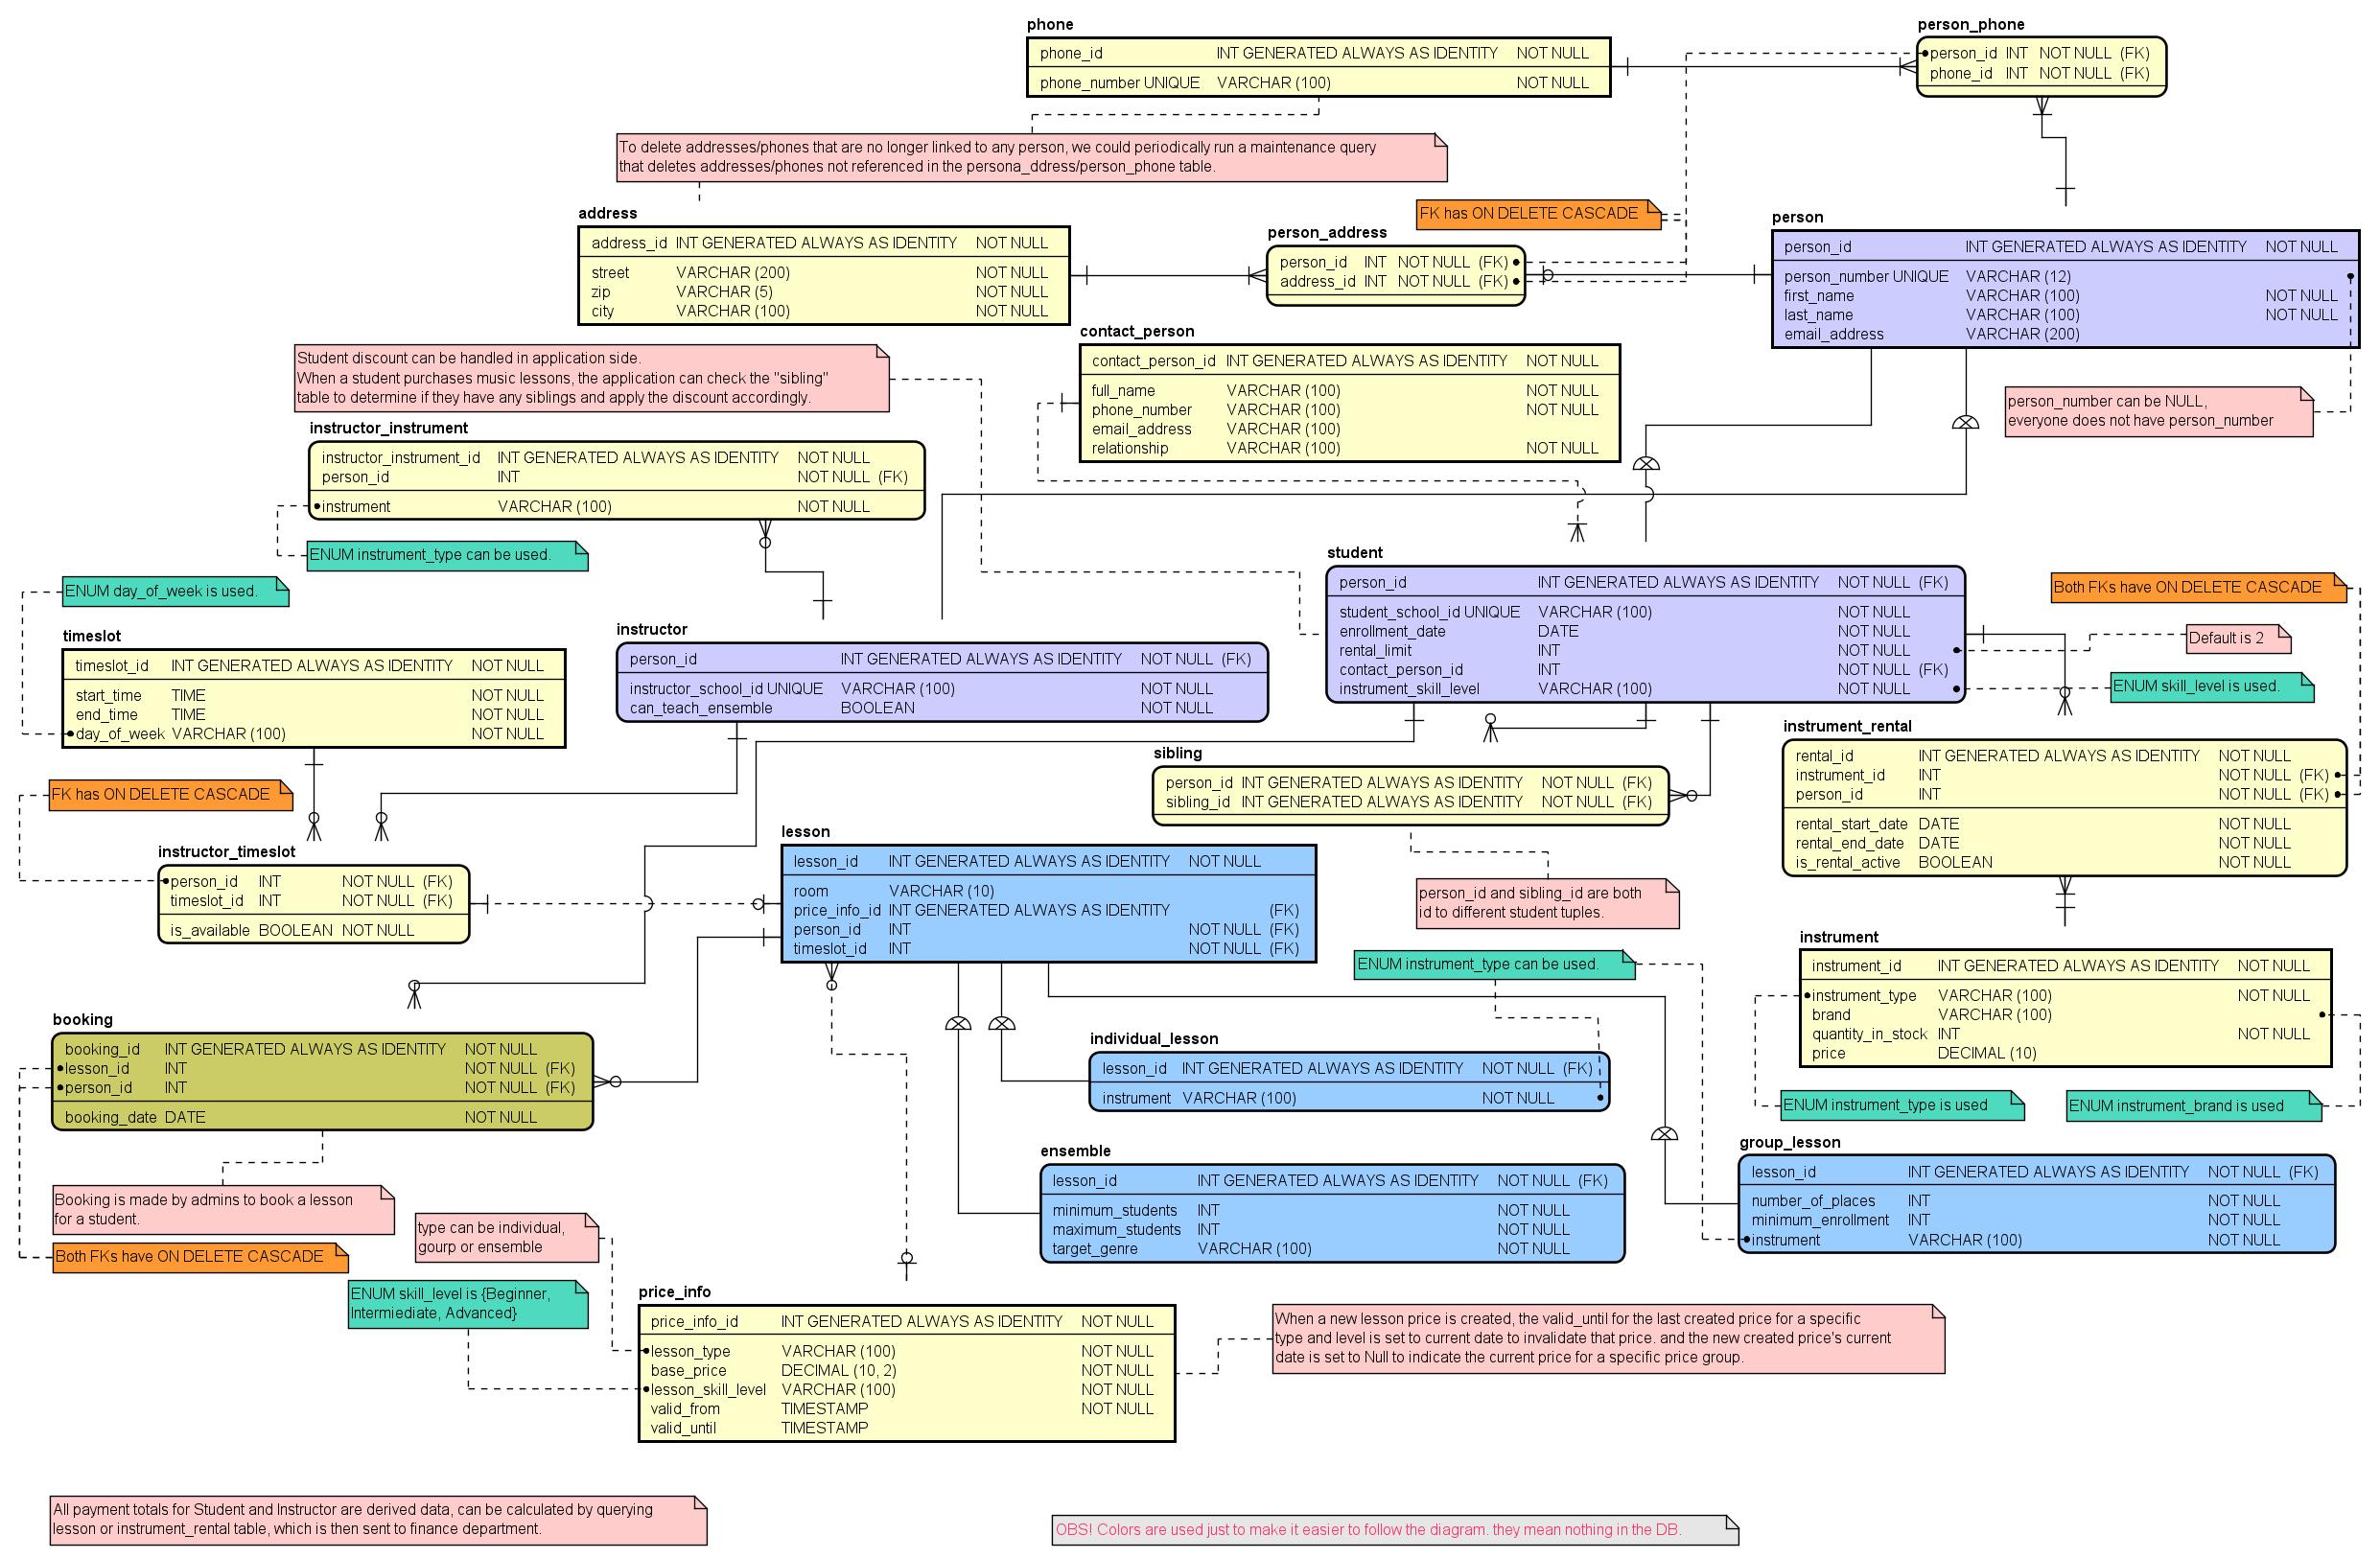 phone
phone_id INT GENERATED ALWAYS AS IDENTITY NOT NULL
phone_number UNIQUE VARCHAR (100) NOT NULL
person_phone
person_id INT NOT NULL (FK)
phone_id INT NOT NULL (FK)
To delete addresses/phones that are no longer linked to any person, we could periodically run a maintenance query
that deletes addresses/phones not referenced in the persona_ddress/person_phone table.
address
address_id INT GENERATED ALWAYS AS IDENTITY NOT NULL
street VARCHAR (200) NOT NULL
zip VARCHAR (5) NOT NULL
city VARCHAR (100) NOT NULL
FK has ON DELETE CASCADE
person_address
person_id INT NOT NULL (FK)
address_id INT NOT NULL (FK)
person
person_id INT GENERATED ALWAYS AS IDENTITY NOT NULL
person_number UNIQUE VARCHAR (12)
first_name VARCHAR (100) NOT NULL
last_name VARCHAR (100) NOT NULL
email_address VARCHAR (200)
contact_person
contact_person_id INT GENERATED ALWAYS AS IDENTITY NOT NULL
full_name VARCHAR (100) NOT NULL
phone_number VARCHAR (100) NOT NULL
email_address VARCHAR (100)
relationship VARCHAR (100) NOT NULL
Student discount can be handled in application side.
When a student purchases music lessons, the application can check the "sibling"
table to determine if they have any siblings and apply the discount accordingly.
person_number can be NULL,
everyone does not have person_number
instructor_instrument
instructor_instrument_id INT GENERATED ALWAYS AS IDENTITY NOT NULL
person_id INT NOT NULL (FK)
instrument VARCHAR (100) NOT NULL
ENUM instrument_type can be used.
ENUM day_of_week is used.
student
person_id INT GENERATED ALWAYS AS IDENTITY NOT NULL (FK)
student_school_id UNIQUE VARCHAR (100) NOT NULL
enrollment_date DATE NOT NULL
rental_limit INT NOT NULL
contact_person_id INT NOT NULL (FK)
instrument_skill_level VARCHAR (100) NOT NULL
Both FKs have ON DELETE CASCADE
Default is 2
ENUM skill_level is used.
timeslot
timeslot_id INT GENERATED ALWAYS AS IDENTITY NOT NULL
start_time TIME NOT NULL
end_time TIME NOT NULL
day_of_week VARCHAR (100) NOT NULL
instructor
person_id INT GENERATED ALWAYS AS IDENTITY NOT NULL (FK)
instructor_school_id UNIQUE VARCHAR (100) NOT NULL
can_teach_ensemble BOOLEAN NOT NULL
instrument_rental
rental_id INT GENERATED ALWAYS AS IDENTITY NOT NULL
instrument_id INT NOT NULL (FK)
person_id INT NOT NULL (FK)
rental_start_date DATE NOT NULL
rental_end_date DATE NOT NULL
is_rental_active BOOLEAN NOT NULL
sibling
person_id INT GENERATED ALWAYS AS IDENTITY NOT NULL (FK)
sibling_id INT GENERATED ALWAYS AS IDENTITY NOT NULL (FK)
FK has ON DELETE CASCADE
instructor_timeslot
person_id INT NOT NULL (FK)
timeslot_id INT NOT NULL (FK)
is_available BOOLEAN NOT NULL
lesson
lesson_id INT GENERATED ALWAYS AS IDENTITY NOT NULL
room VARCHAR (10)
price_info_id INT GENERATED ALWAYS AS IDENTITY (FK)
person_id INT NOT NULL (FK)
timeslot_id INT NOT NULL (FK)
person_id and sibling_id are both
id to different student tuples.
ENUM instrument_type can be used.
instrument
instrument_id INT GENERATED ALWAYS AS IDENTITY NOT NULL
instrument_type VARCHAR (100) NOT NULL
brand VARCHAR (100)
quantity_in_stock INT NOT NULL
price DECIMAL (10)
ENUM instrument_type is used
ENUM instrument_brand is used
booking
booking_id INT GENERATED ALWAYS AS IDENTITY NOT NULL
lesson_id INT NOT NULL (FK)
person_id INT NOT NULL (FK)
booking_date DATE NOT NULL
individual_lesson
lesson_id INT GENERATED ALWAYS AS IDENTITY NOT NULL (FK)
instrument VARCHAR (100) NOT NULL
ensemble
lesson_id INT GENERATED ALWAYS AS IDENTITY NOT NULL (FK)
minimum_students INT NOT NULL
maximum_students INT NOT NULL
target_genre VARCHAR (100) NOT NULL
group_lesson
lesson_id INT GENERATED ALWAYS AS IDENTITY NOT NULL (FK)
number_of_places INT NOT NULL
minimum_enrollment INT NOT NULL
instrument VARCHAR (100) NOT NULL
Booking is made by admins to book a lesson
for a student.
Both FKs have ON DELETE CASCADE
type can be individual,
gourp or ensemble
ENUM skill_level is {Beginner,
Intermiediate, Advanced}
price_info
price_info_id INT GENERATED ALWAYS AS IDENTITY NOT NULL
lesson_type VARCHAR (100) NOT NULL
base_price DECIMAL (10, 2) NOT NULL
lesson_skill_level VARCHAR (100) NOT NULL
valid_from TIMESTAMP NOT NULL
valid_until TIMESTAMP
When a new lesson price is created, the valid_until for the last created price for a specific
type and level is set to current date to invalidate that price. and the new created price's current
date is set to Null to indicate the current price for a specific price group.
All payment totals for Student and Instructor are derived data, can be calculated by querying
lesson or instrument_rental table, which is then sent to finance department.
OBS! Colors are used just to make it easier to follow the diagram. they mean nothing in the DB.